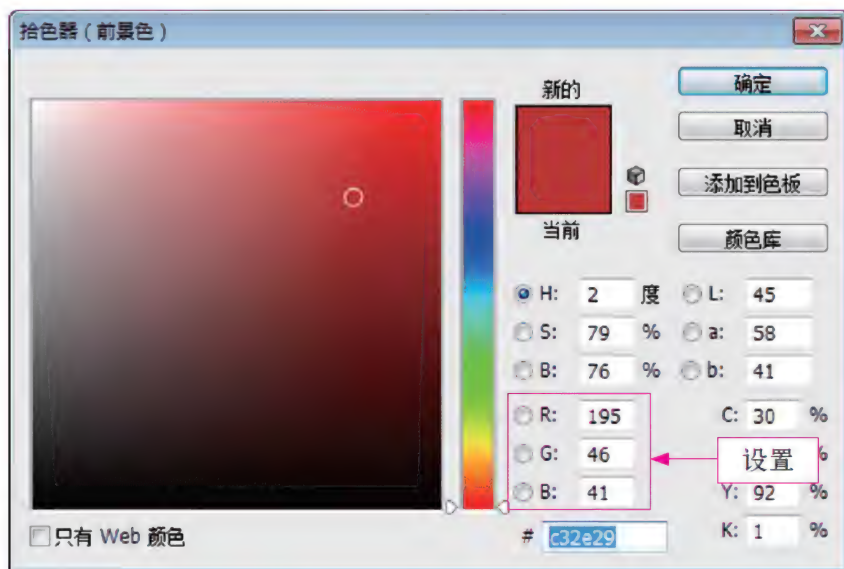 拾色器（前景色）
新的
当前
确定
取消
添加到色板
颜色库
H: 2 度
S: 79 %
B: 76 %
L: 45
a: 58
b: 41
R: 195
G: 46
B: 41
设置
C: 30 %
Y: 92 %
K: 1 %
只有 Web 颜色
# c32e29